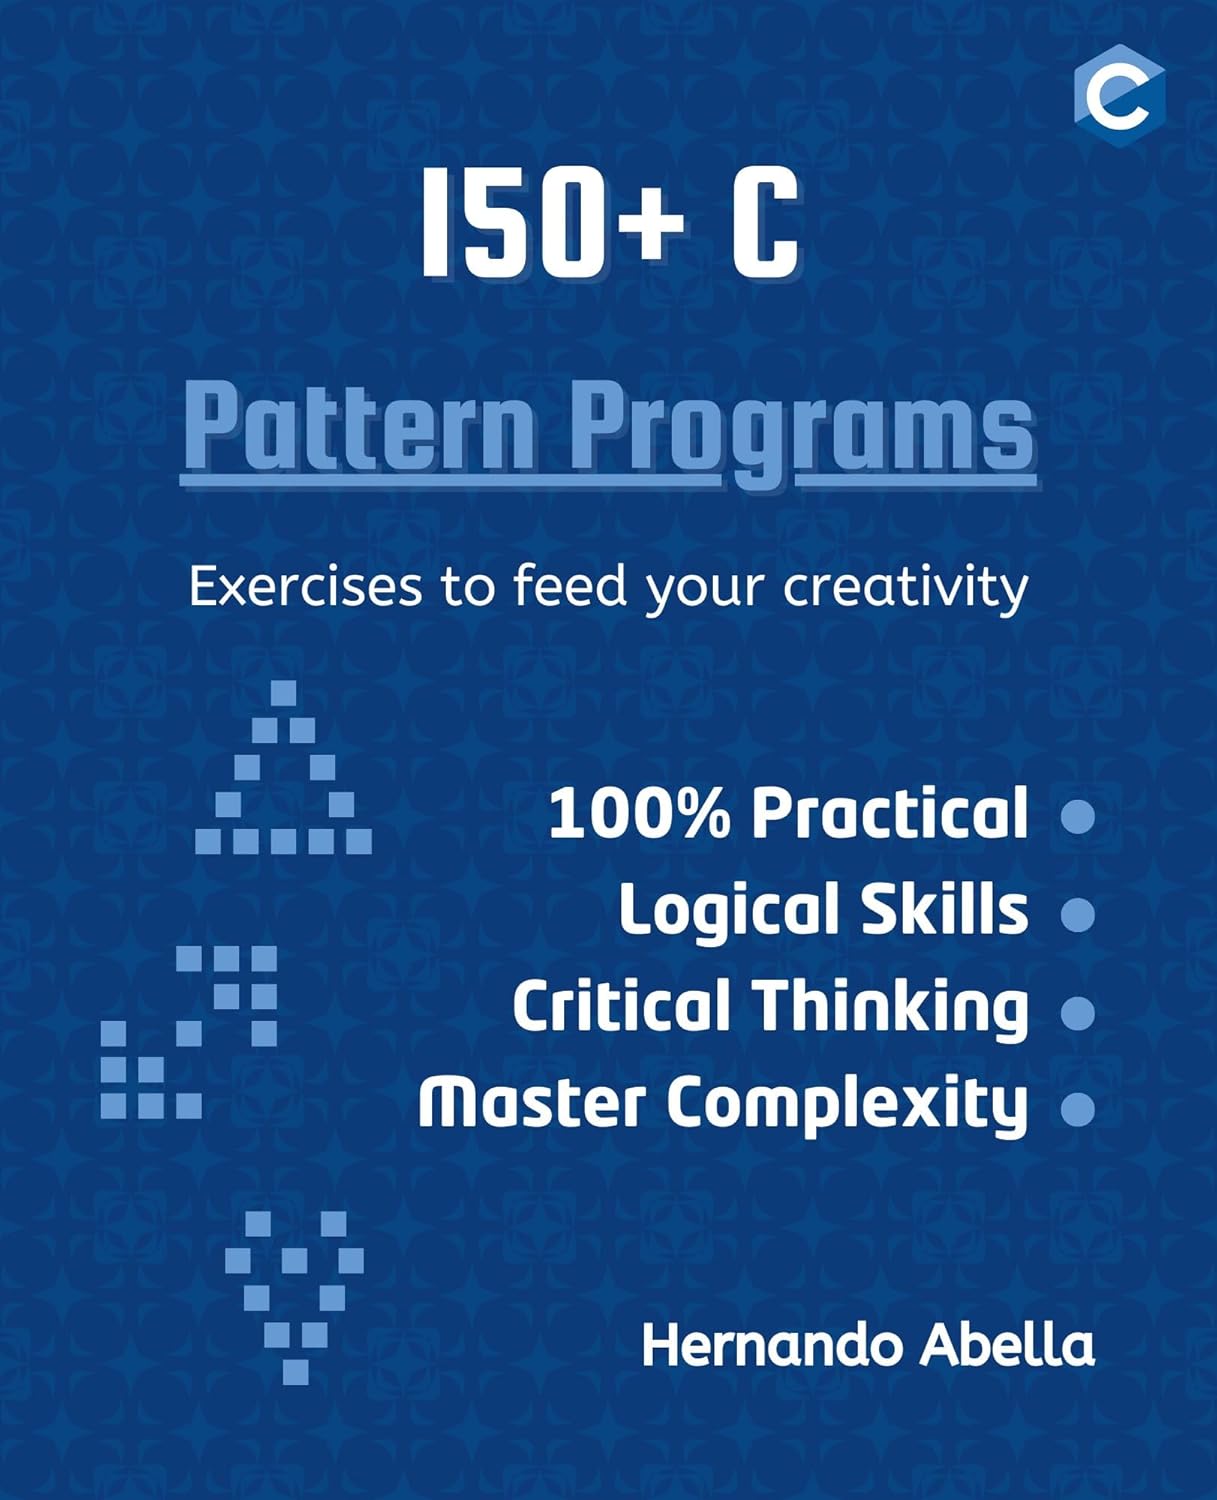 C
150+ C
Pattern Programs
Exercises to feed your creativity
100% Practical
Logical Skills
Critical Thinking
Master Complexity
Hernando Abella